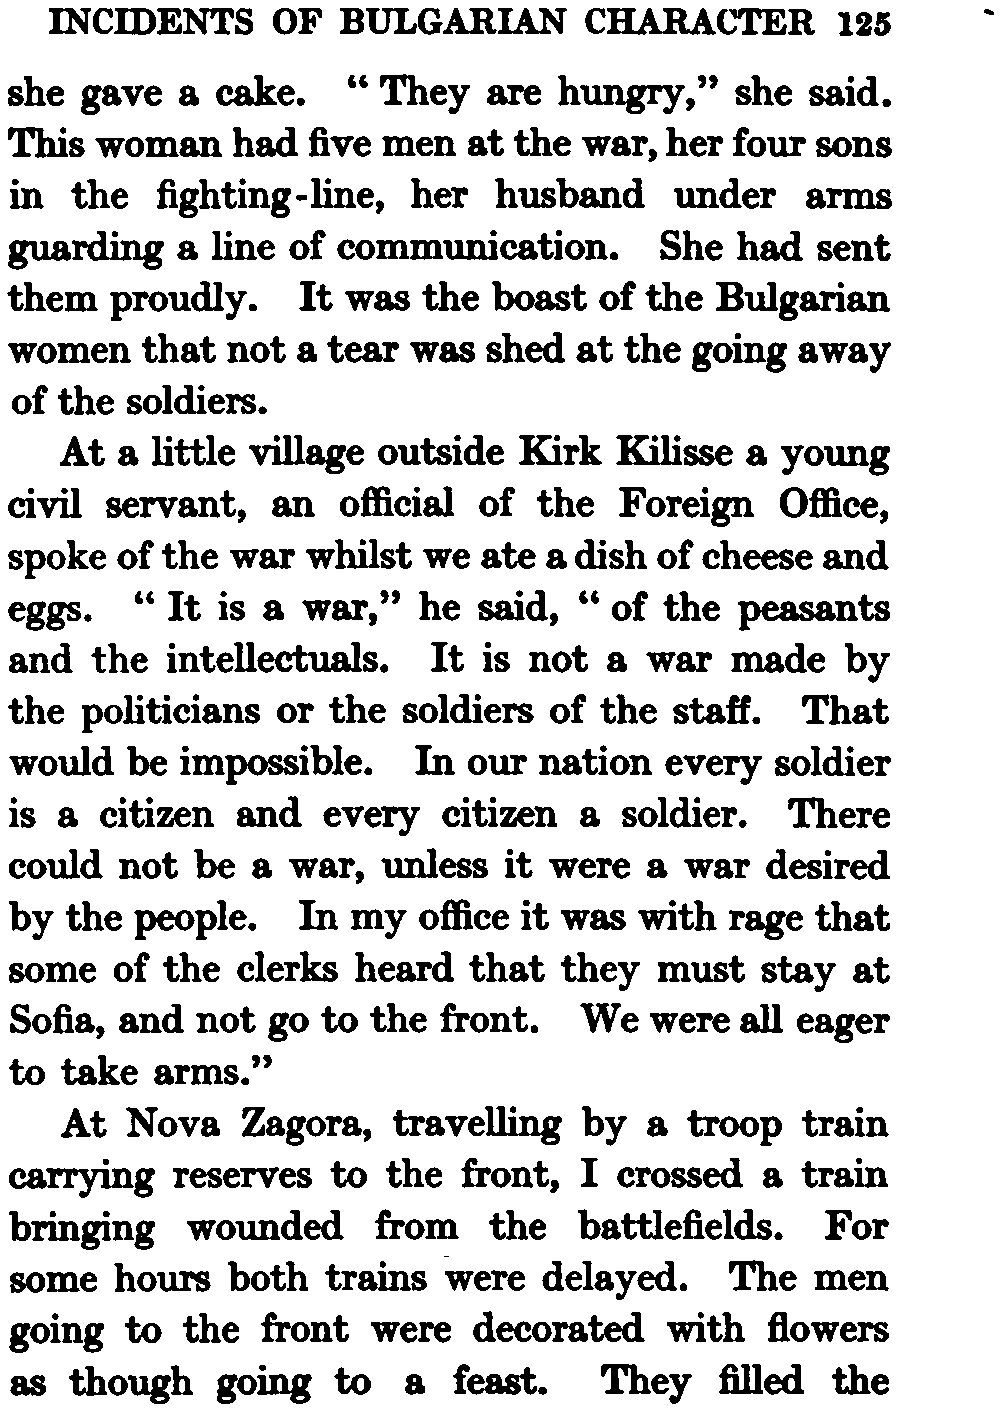 INCIDENTS OF BULGARIAN CHARACTER 125
she gave a cake. “ They are hungry,” she said.
This woman had five men at the war, her four sons
in the fighting-line, her husband under arms
guarding a line of communication. She had sent
them proudly. It was the boast of the Bulgarian
women that not a tear was shed at the going away
of the soldiers.
At a little village outside Kirk Kilisse a young
civil servant, an official of the Foreign Office,
spoke of the war whilst we ate a dish of cheese and
eggs. “ It is a war,” he said, “ of the peasants
and the intellectuals. It is not a war made by
the politicians or the soldiers of the staff. That
would be impossible. In our nation every soldier
is a citizen and every citizen a soldier. There
could not be a war, unless it were a war desired
by the people. In my office it was with rage that
some of the clerks heard that they must stay at
Sofia, and not go to the front. We were all eager
to take arms.”
At Nova Zagora, travelling by a troop train
carrying reserves to the front, I crossed a train
bringing wounded from the battlefields. For
some hours both trains were delayed. The men
going to the front were decorated with flowers
as though going to a feast. They filled the